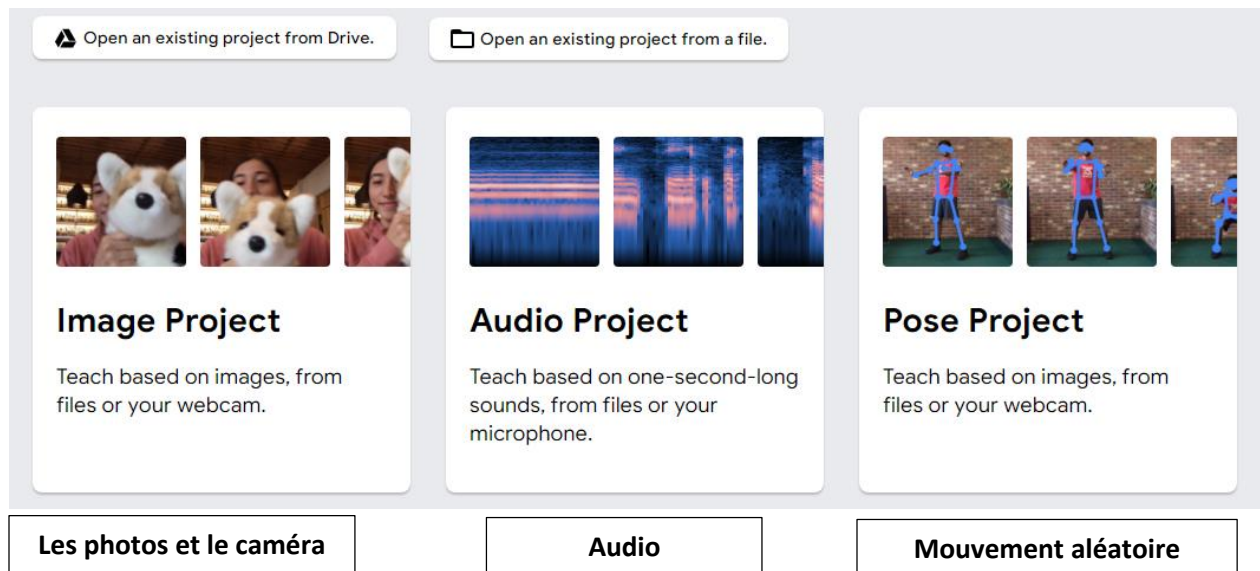 Open an existing project from Drive.
Open an existing project from a file.
Image Project
Teach based on images, from
files or your webcam.
Audio Project
Teach based on one-second-long
sounds, from files or your
microphone.
Pose Project
Teach based on images, from
files or your webcam.
Les photos et le caméra
Audio
Mouvement aléatoire